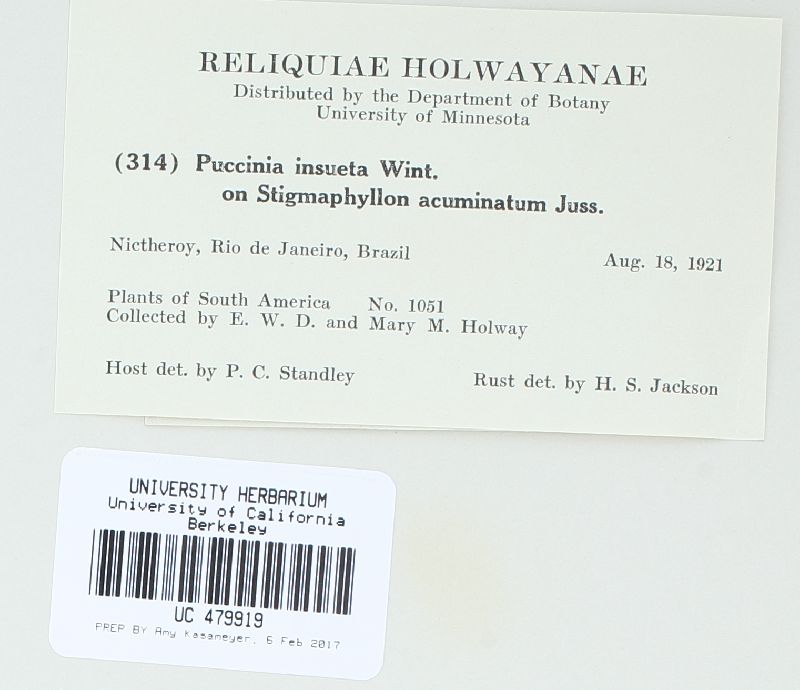 RELIQUIAE HOLWAYANAE
Distributed by the Department of Botany
University of Minnesota
(314) Puccinia insueta Wint.
on Stigmaphyllon acuminatum Juss.
Nictheroy, Rio de Janeiro, Brazil Aug. 18, 1921
Plants of South America No. 1051
Collected by E. W. D. and Mary M. Holway
Host det. by P. C. Standley Rust det. by H. S. Jackson
UNIVERSITY HERBARIUM
University of California
Berkeley
UC 479919
PREP BY Amy Kasameyer, 6 Feb 2017